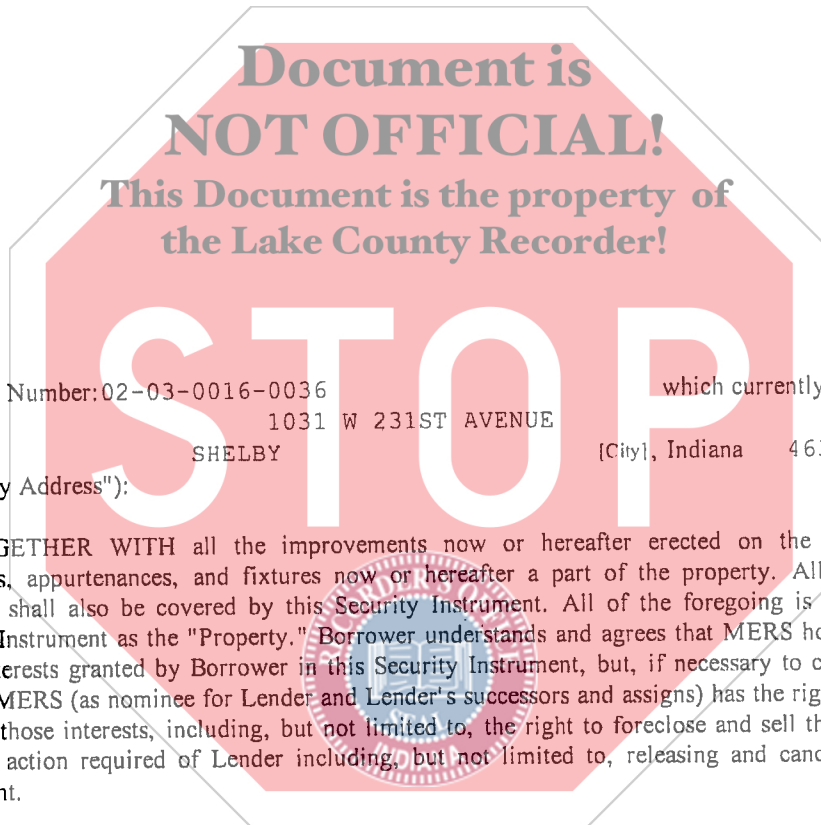 Document is
NOT OFFICIAL!
This Document is the property of
the Lake County Recorder!
STOP
Number: 02-03-0016-0036 which currently
1031 W 231ST AVENUE
SHELBY [City], Indiana 463
y Address"):
GETHER WITH all the improvements now or hereafter erected on the
s, appurtenances, and fixtures now or hereafter a part of the property. All
shall also be covered by this Security Instrument. All of the foregoing is
Instrument as the "Property." Borrower understands and agrees that MERS ho
erests granted by Borrower in this Security Instrument, but, if necessary to c
MERS (as nominee for Lender and Lender's successors and assigns) has the rig
those interests, including, but not limited to, the right to foreclose and sell th
action required of Lender including, but not limited to, releasing and canc
nt.
RECORDER'S OFFICE
SEAL
INDIANA